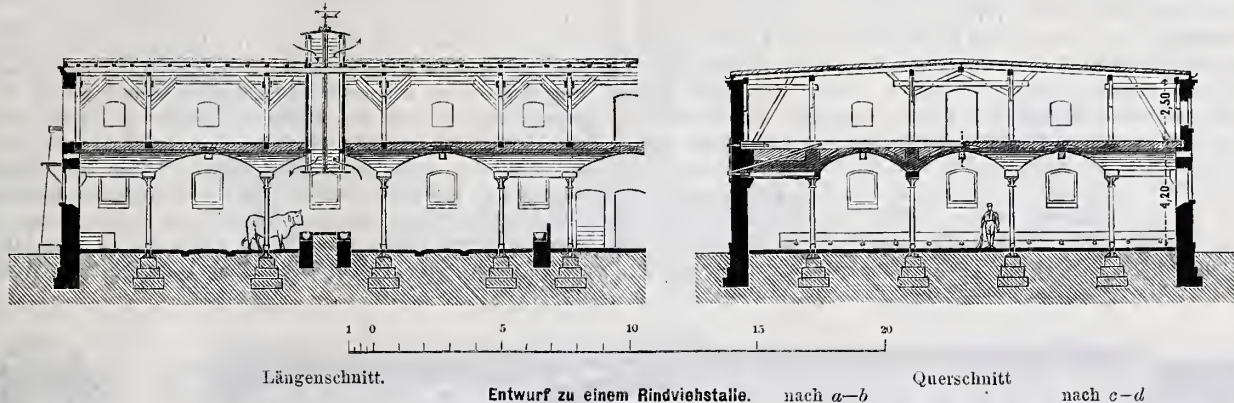 2,50
4,20
1 0 5 10 15 20
Längenschnitt.
Querschnitt
Entwurf zu einem Rindviehstalle. nach a—b nach c—d